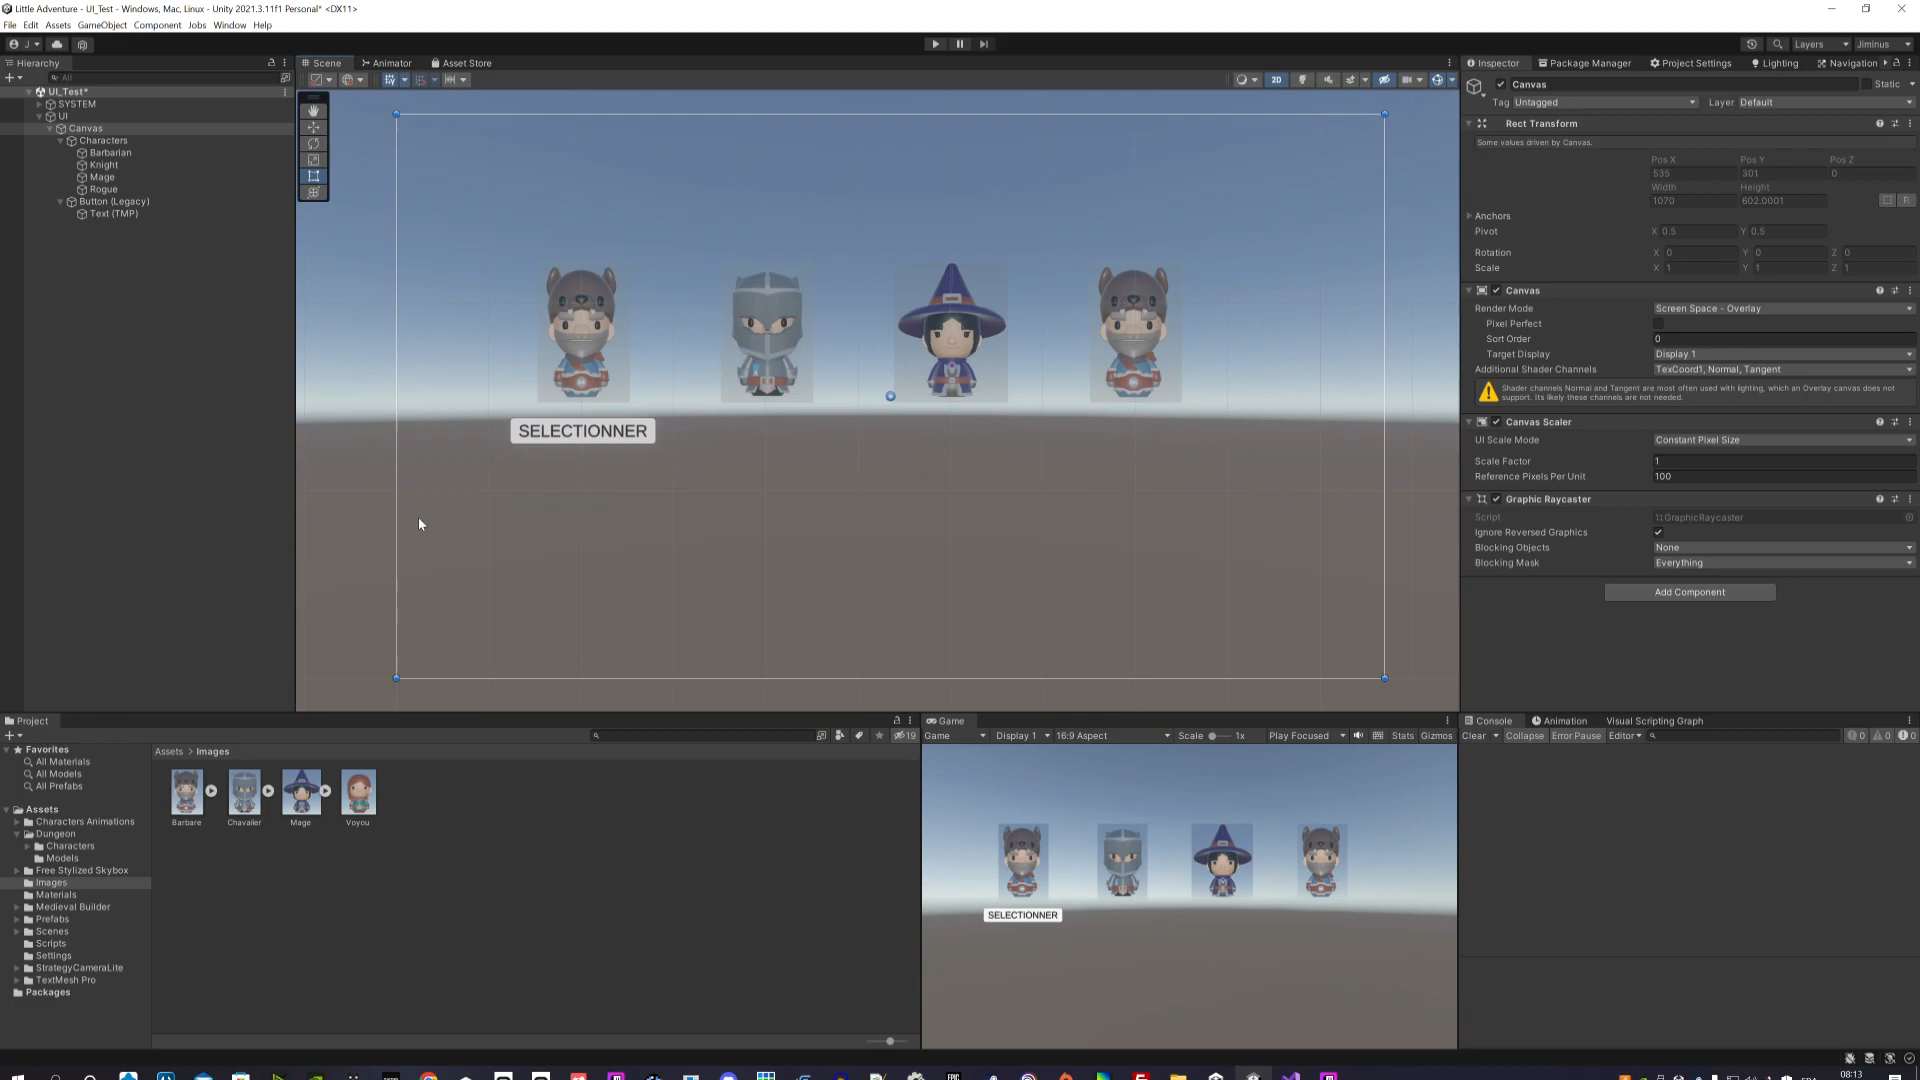 Little Adventure - UI_Test - Windows, Mac, Linux - Unity 2021.3.11f1 Personal* <DX11>
File Edit Assets GameObject Component Jobs Window Help
J Layers Jiminus
Hierarchy
All
UI_Test*
SYSTEM
UI
Canvas
Characters
Barbarian
Knight
Mage
Rogue
Button (Legacy)
Text (TMP)
Scene Animator Asset Store
2D
SELECTIONNER
Inspector Package Manager Project Settings Lighting Navigation
Canvas Static
Tag Untagged Layer Default
Rect Transform
Some values driven by Canvas.
Pos X Pos Y Pos Z
535 301 0
Width Height
1070 602.0001 R
Anchors
Pivot X 0.5 Y 0.5
Rotation X 0 Y 0 Z 0
Scale X 1 Y 1 Z 1
Canvas
Render Mode Screen Space - Overlay
Pixel Perfect
Sort Order 0
Target Display Display 1
Additional Shader Channels TexCoord1, Normal, Tangent
Shader channels Normal and Tangent are most often used with lighting, which an Overlay canvas does not
support. Its likely these channels are not needed.
Canvas Scaler
UI Scale Mode Constant Pixel Size
Scale Factor 1
Reference Pixels Per Unit 100
Graphic Raycaster
Script GraphicRaycaster
Ignore Reversed Graphics
Blocking Objects None
Blocking Mask Everything
Add Component
Project
19
Favorites
All Materials
All Models
All Prefabs
Assets
Characters Animations
Dungeon
Characters
Models
Free Stylized Skybox
Images
Materials
Medieval Builder
Prefabs
Scenes
Scripts
Settings
StrategyCameraLite
TextMesh Pro
Packages
Assets > Images
Barbare Chavalier Mage Voyou
Game
Game Display 1 16:9 Aspect Scale 1x Play Focused Stats Gizmos
SELECTIONNER
Console Animation Visual Scripting Graph
Clear Collapse Error Pause Editor 0 0 0
08:13